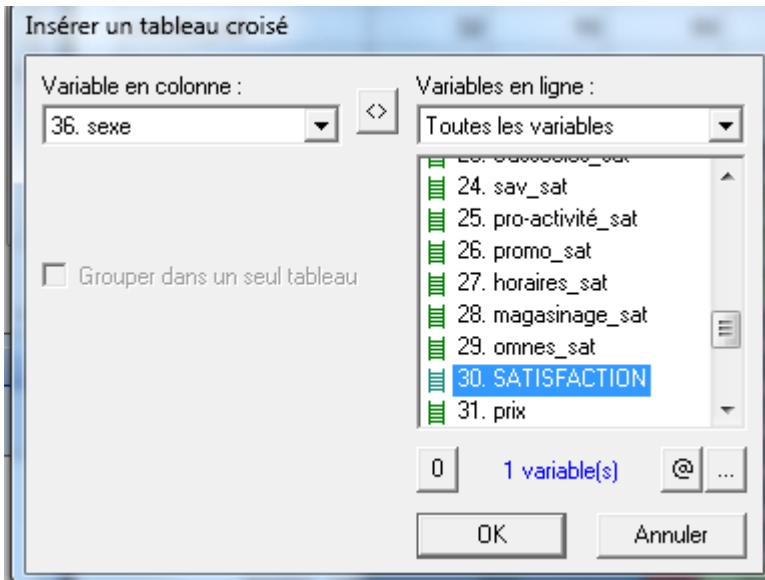 Insérer un tableau croisé
Variable en colonne :
36. sexe
<>
Grouper dans un seul tableau
Variables en ligne :
Toutes les variables
24. sav_sat
25. pro-activité_sat
26. promo_sat
27. horaires_sat
28. magasinage_sat
29. omnes_sat
30. SATISFACTION
31. prix
0 1 variable(s) @ ...
OK Annuler